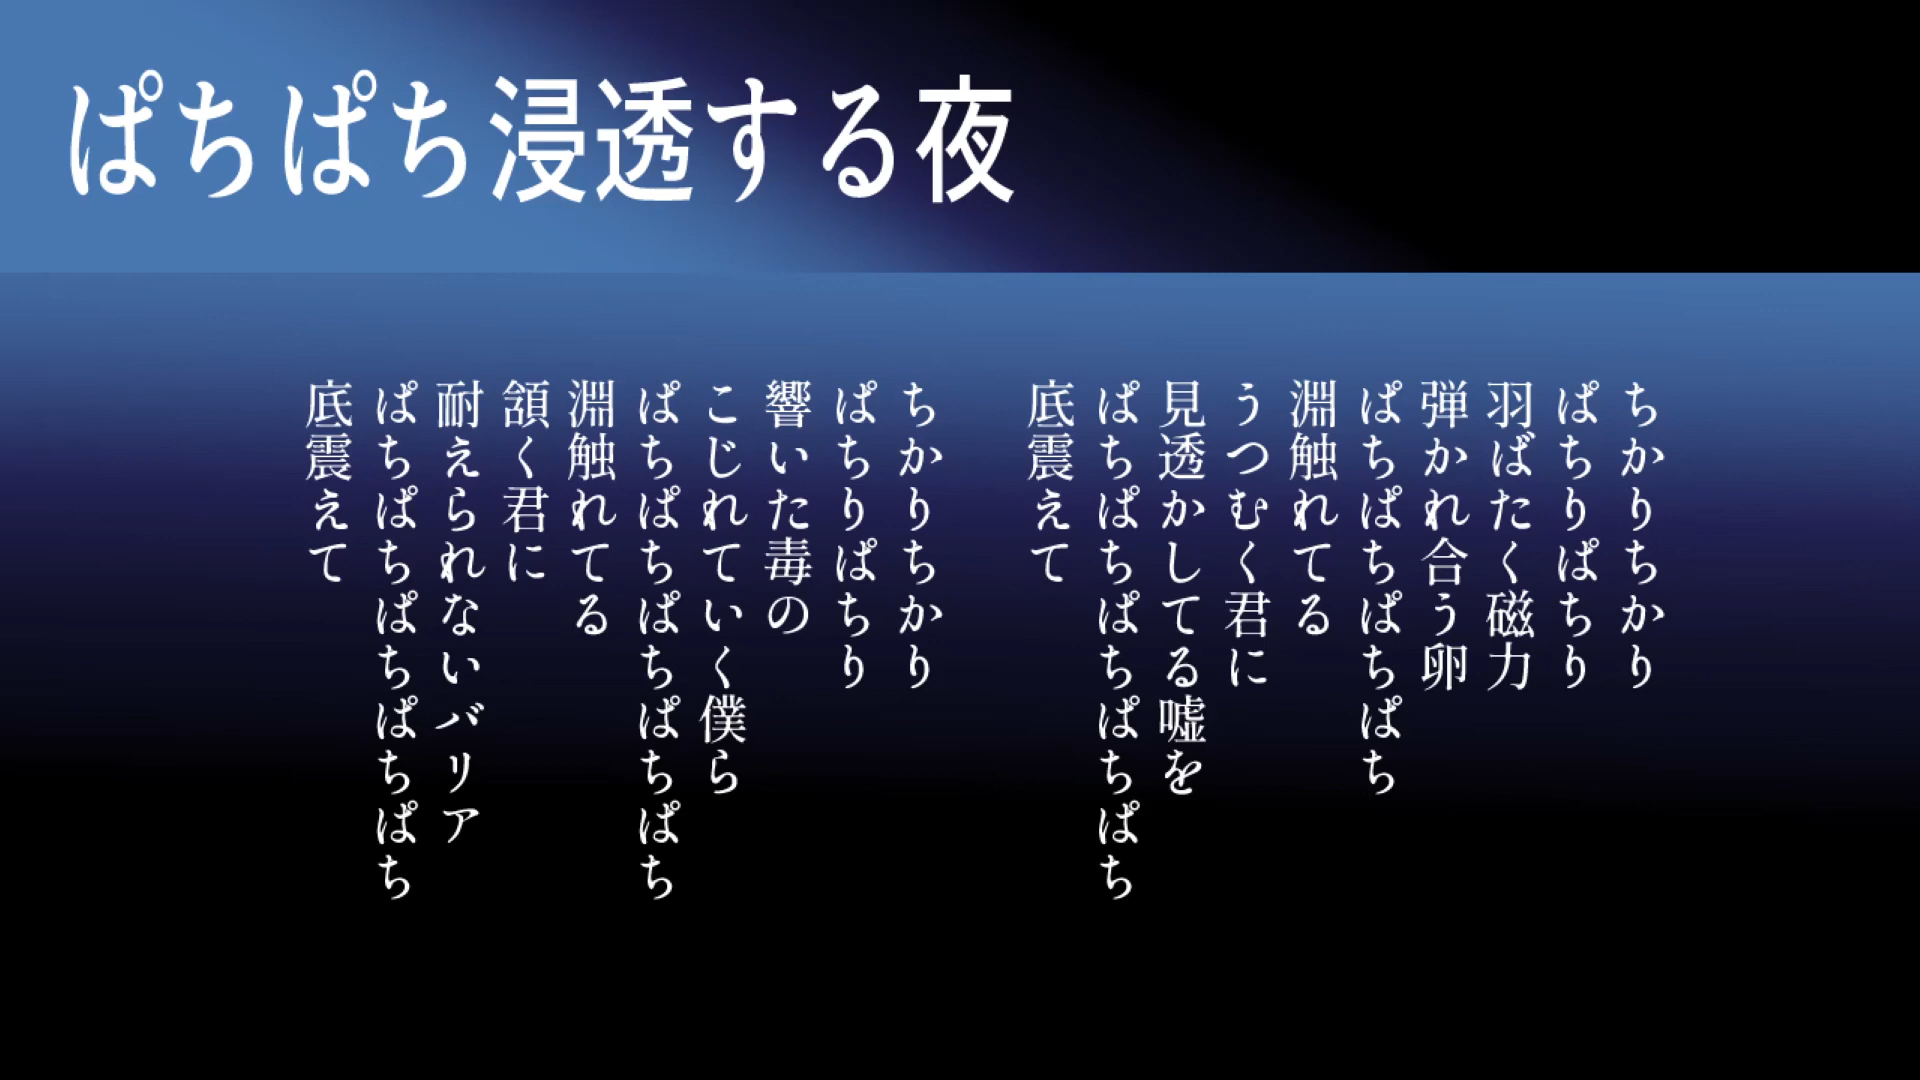 ぱちぱち浸透する夜
ちかりちかり
ぱちりぱちり
羽ばたく磁力
弾かれ合う卵
ぱちぱちぱちぱち
淵触れてる
うつむく君に
見透かしてる嘘を
ぱちぱちぱちぱちぱち
底震えて
ちかりちかり
ぱちりぱちり
響いた毒の
こじれていく僕ら
ぱちぱちぱちぱちぱち
淵触れてる
頷く君に
耐えられないバリア
ぱちぱちぱちぱちぱち
底震えて